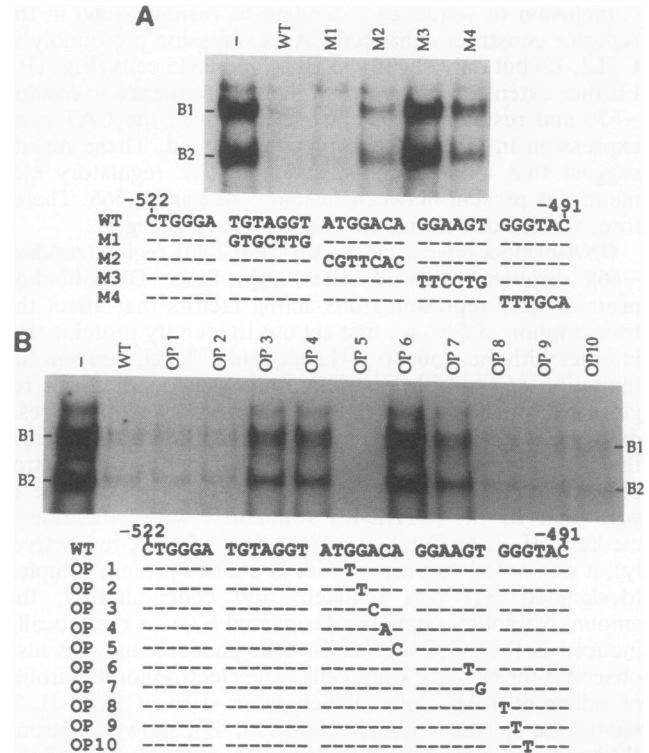 A
– WT M1 M2 M3 M4
B1
B2
-522 -491
WT CTGGGA TGTAGGT ATGGACA GGAAGT GGGTAC
M1 ------GTGCTTG-------------------
M2 -------------CGTTCAC------------
M3 --------------------TTCCTG------
M4 --------------------------TTTGCA
B
– WT OP 1 OP 2 OP 3 OP 4 OP 5 OP 6 OP 7 OP 8 OP 9 OP10
B1 B1
B2 B2
-522 -491
WT CTGGGA TGTAGGT ATGGACA GGAAGT GGGTAC
OP ---T---
OP ---T---
OP 3 ---C---
OP 4 ---A---
OP 5 ---C---
OP 6 ---T---
OP ---G---
OP 8 ---T---
OP 9 ---T---
OP10 ---T---